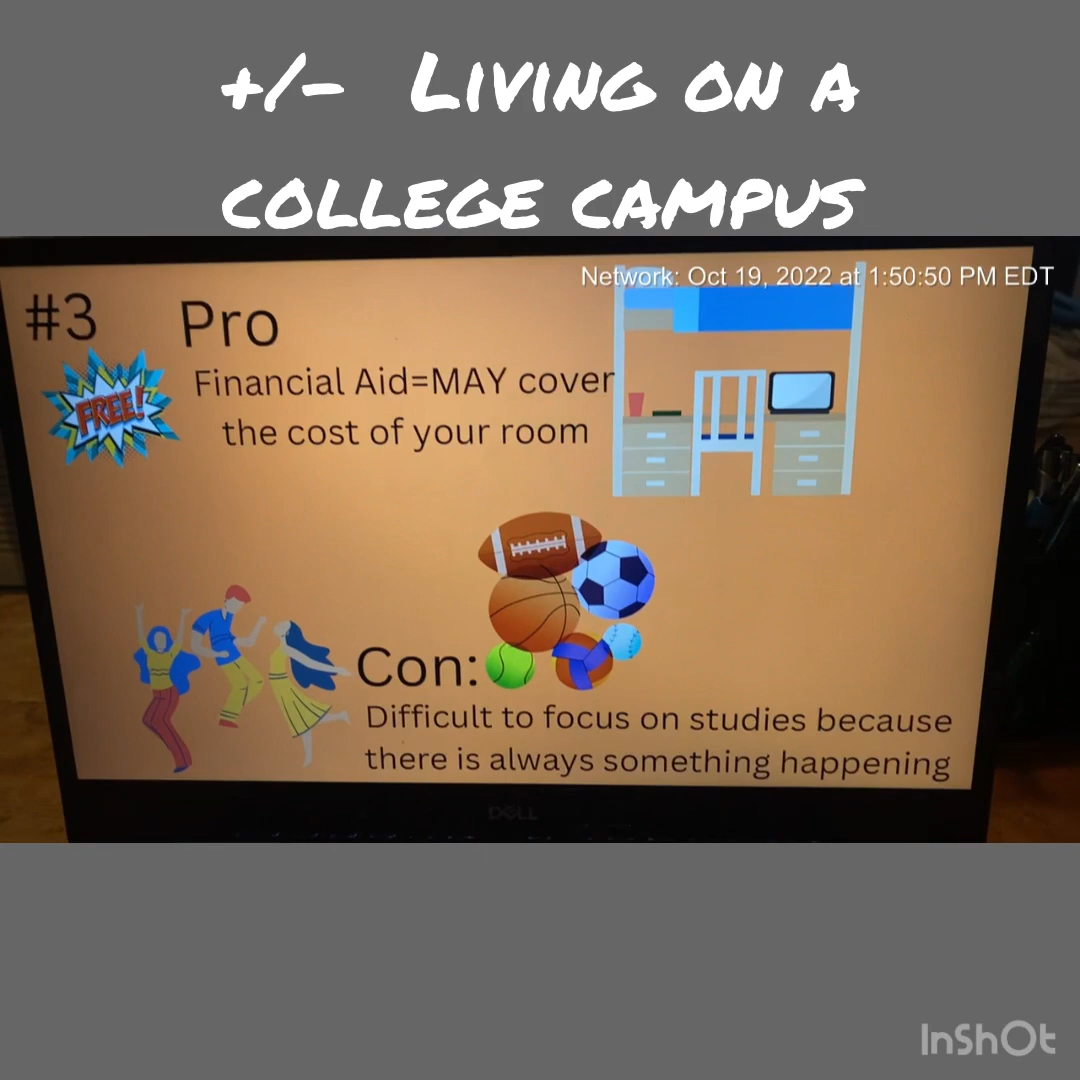 +/- LIVING ON A
COLLEGE CAMPUS
Network: Oct 19, 2022 at 1:50:50 PM EDT
#3
Pro
FREE!
Financial Aid=MAY cover
the cost of your room
Con:
Difficult to focus on studies because
there is always something happening
DELL
InShOt